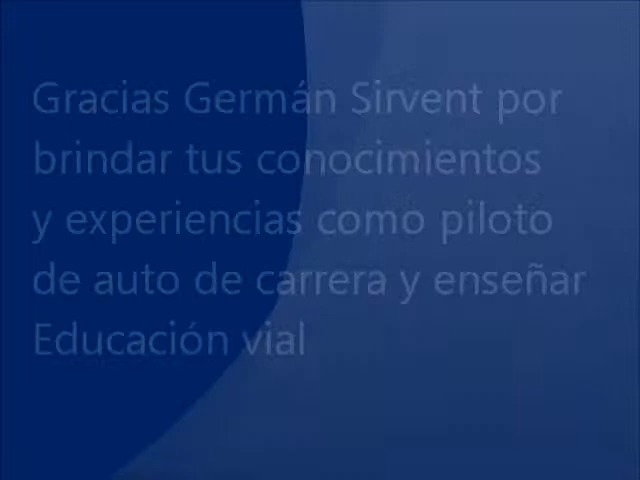 Gracias Germán Sirvent por
brindar tus conocimientos
y experiencias como piloto
de auto de carrera y enseñar
Educación vial